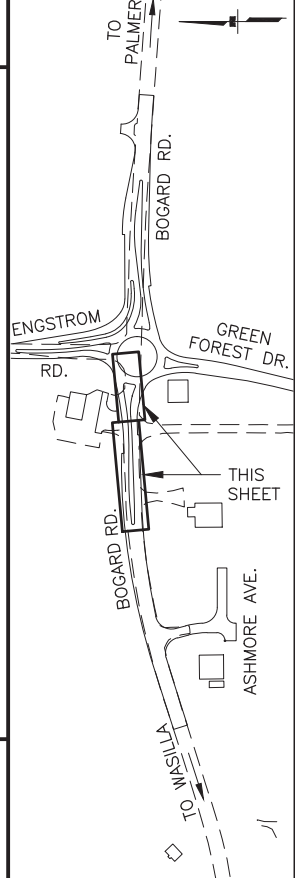 TO
PALMER
BOGARD RD.
ENGSTROM
RD.
GREEN
FOREST DR.
THIS
SHEET
BOGARD RD.
ASHMORE AVE.
TO WASILLA